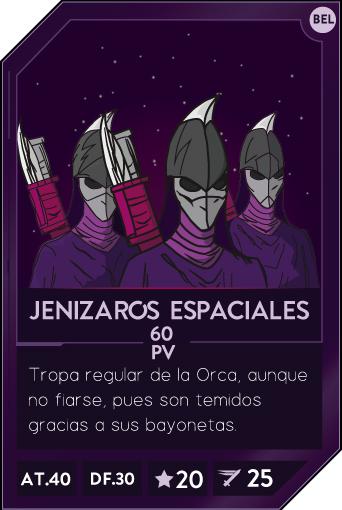 BEL
JENIZAROS ESPACIALES
60
PV
Tropa regular de la Orca, aunque
no fiarse, pues son temidos
gracias a sus bayonetas.
AT.40 DF.30 ★20 25